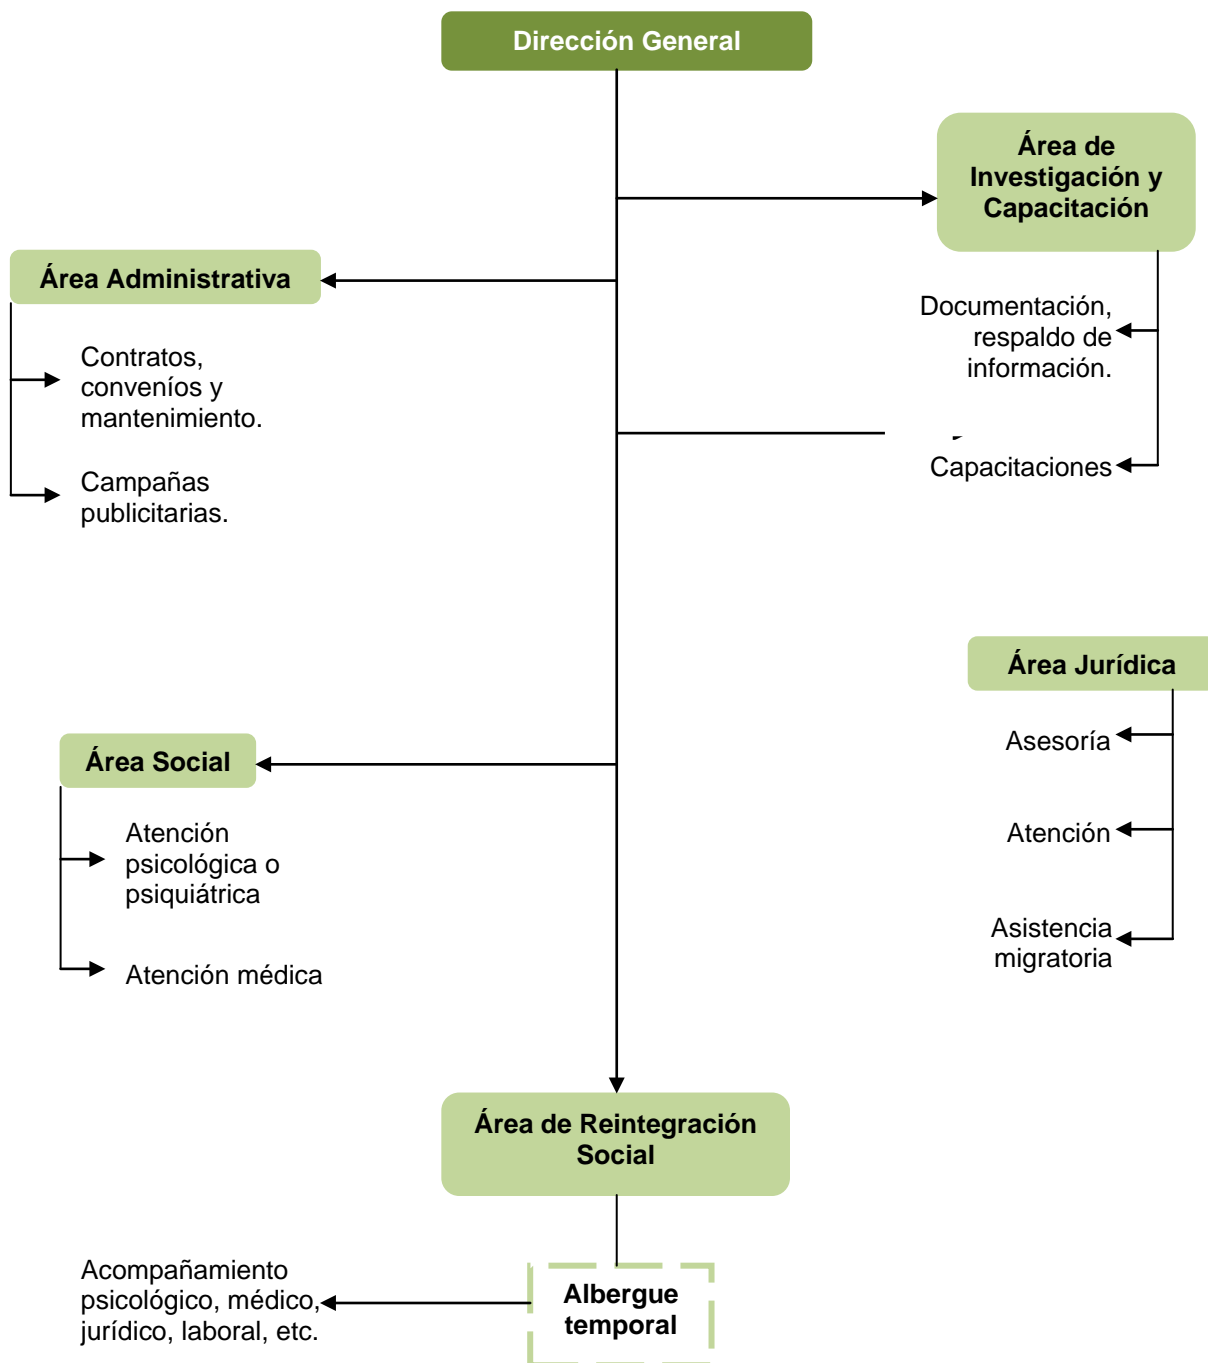 Dirección General
Área de
Investigación y
Capacitación
Área Administrativa
Documentación,
respaldo de
información.
Contratos,
conveníos y
mantenimiento.
Capacitaciones
Campañas
publicitarias.
Área Jurídica
Asesoría
Área Social
Atención
Atención
psicológica o
psiquiátrica
Asistencia
migratoria
Atención médica
Área de Reintegración
Social
Acompañamiento
psicológico, médico,
jurídico, laboral, etc.
Albergue
temporal